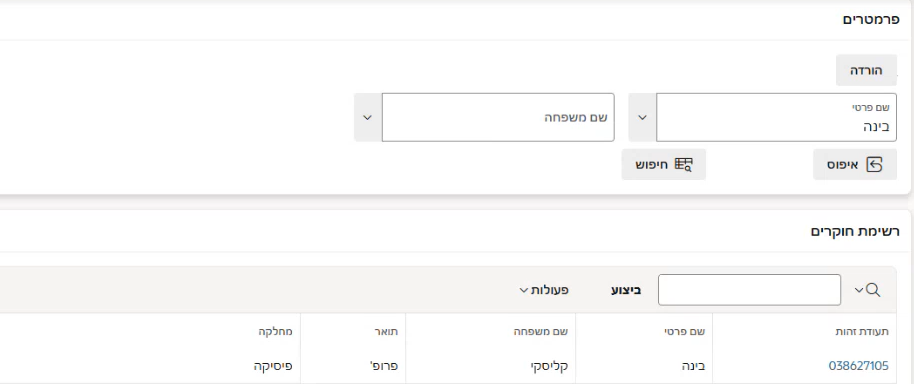 פרמטרים
הורדה
שם פרטי
בינה
שם משפחה
איפוס
חיפוש
רשימת חוקרים
ביצוע פעולות
תעודת זהות שם פרטי שם משפחה תואר מחלקה
038627105 בינה קליסקי פרופ' פיסיקה